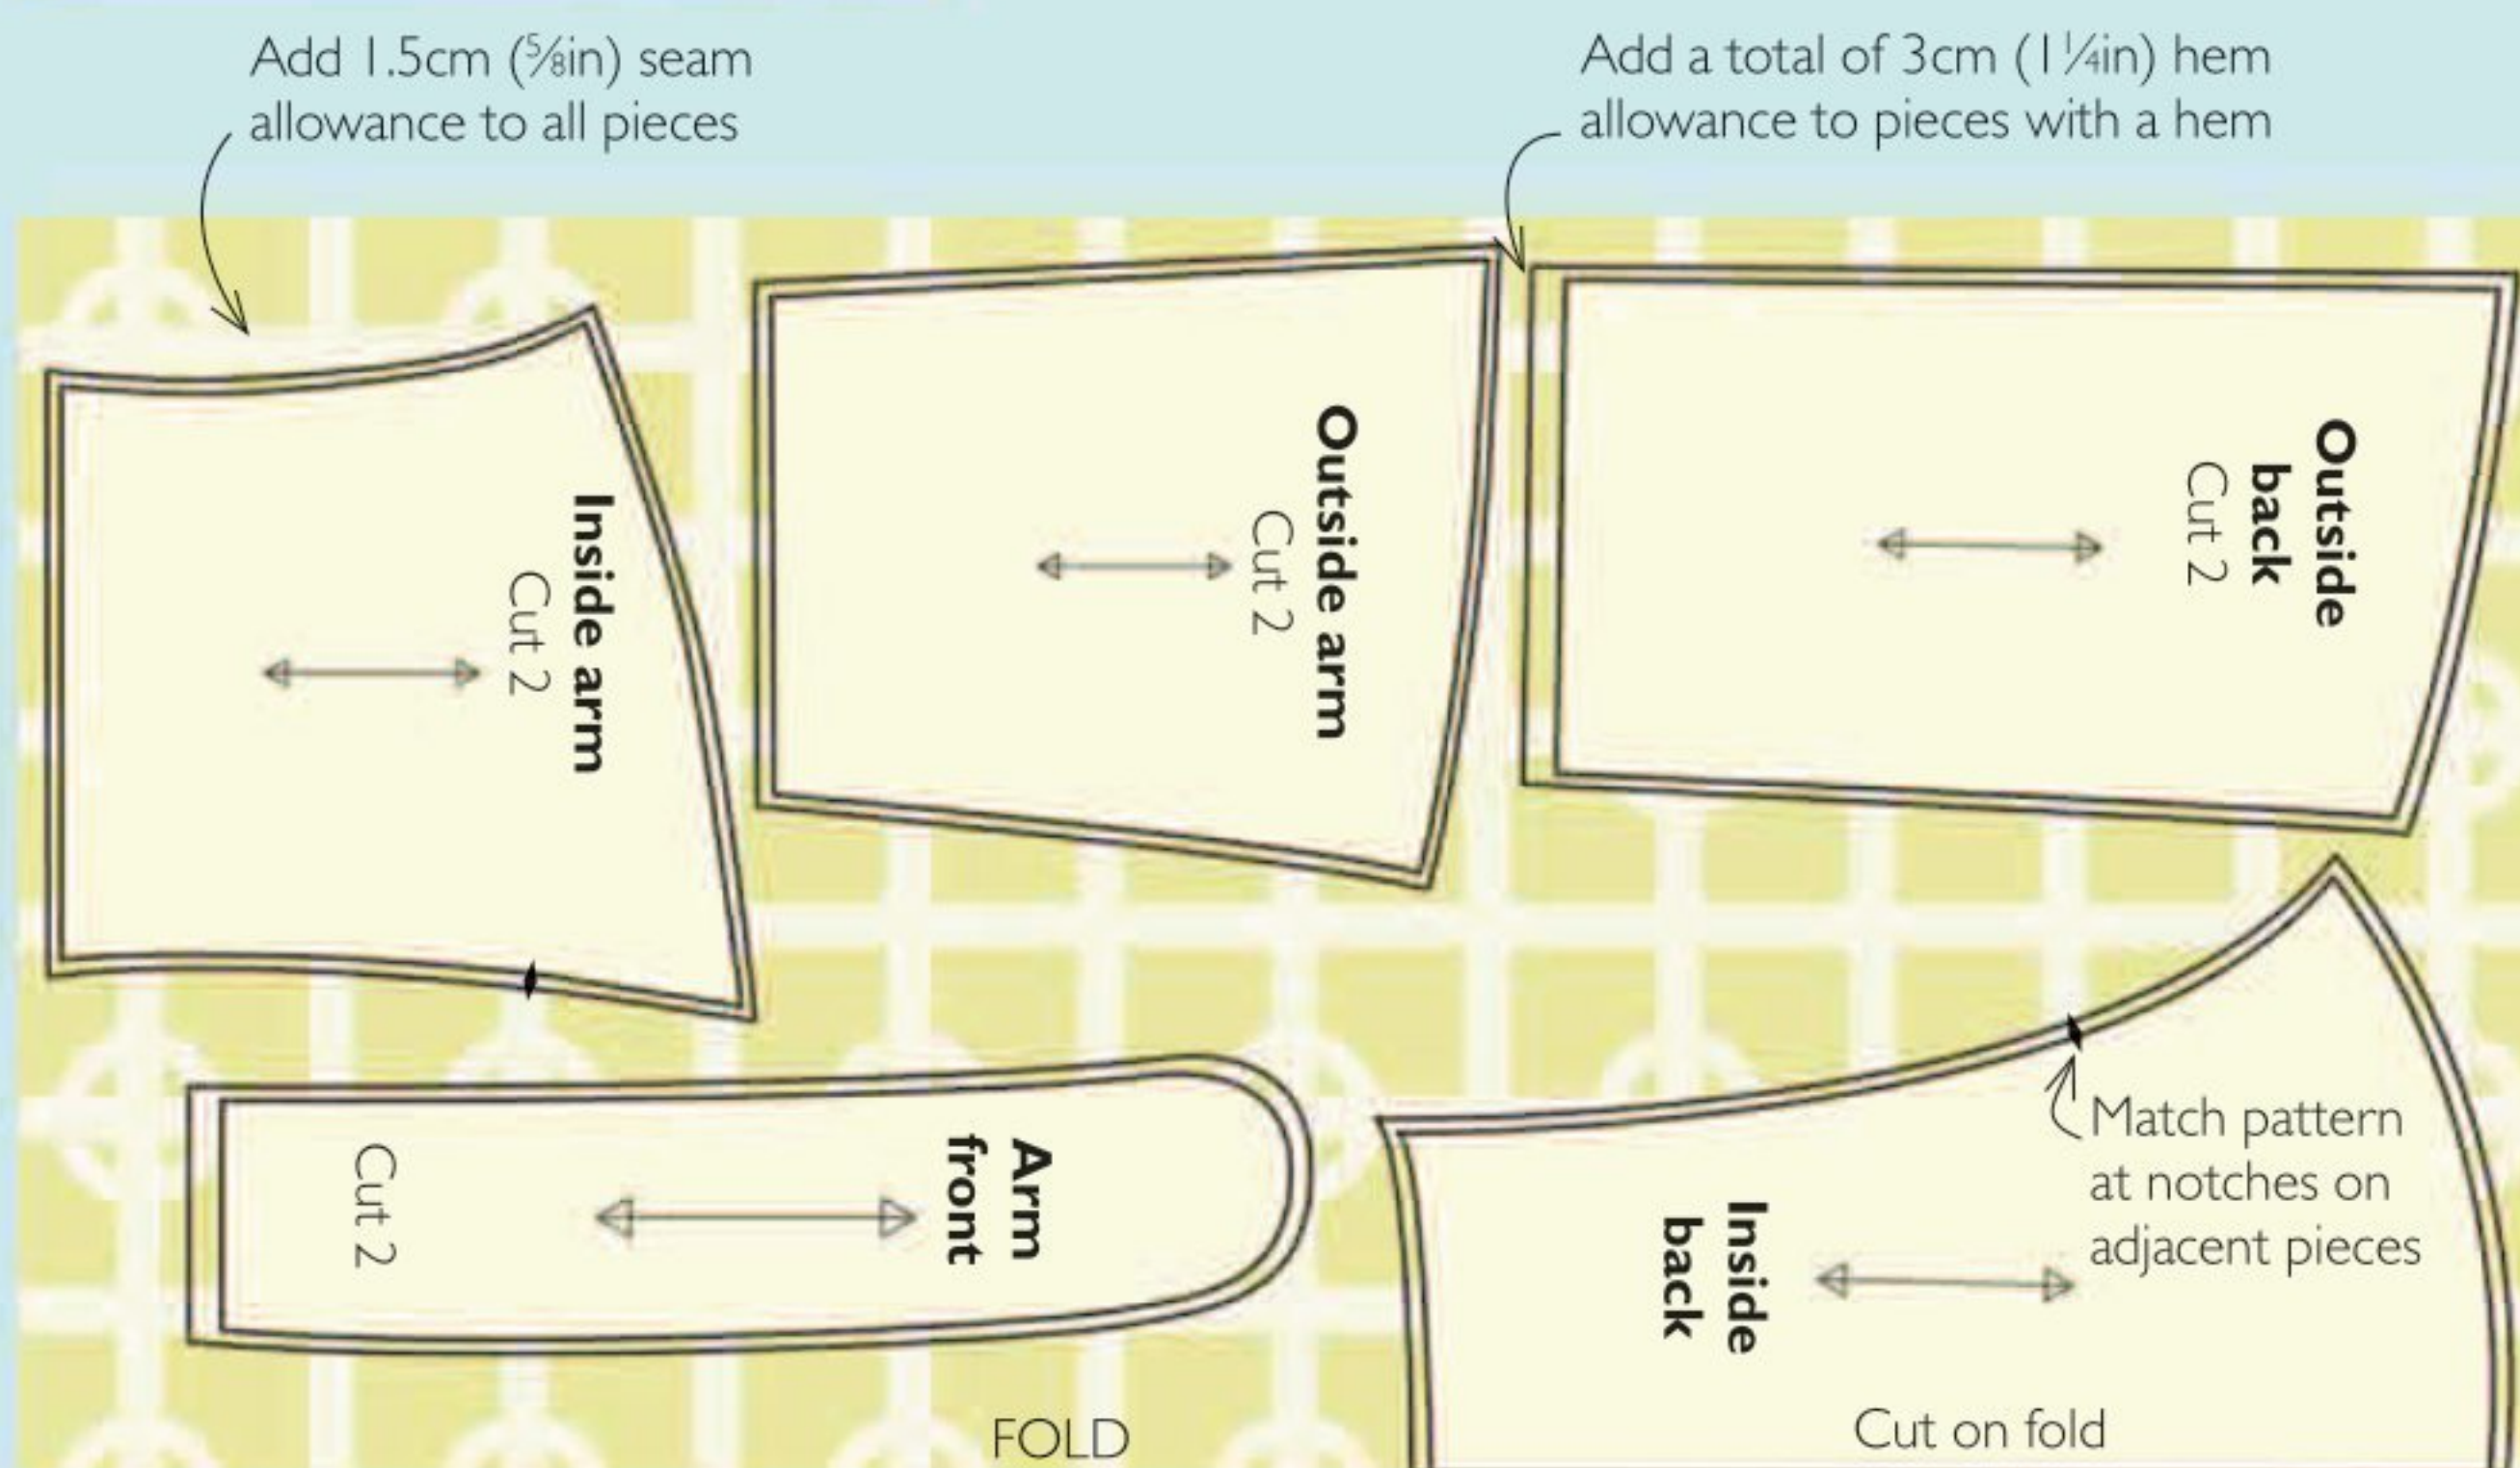 Add 1.5cm (⅝in) seam
allowance to all pieces
Add a total of 3cm (1¼in) hem
allowance to pieces with a hem
Inside arm
Cut 2
Outside arm
Cut 2
Outside
back
Cut 2
Arm
front
Cut 2
Inside
back
Match pattern
at notches on
adjacent pieces
FOLD
Cut on fold